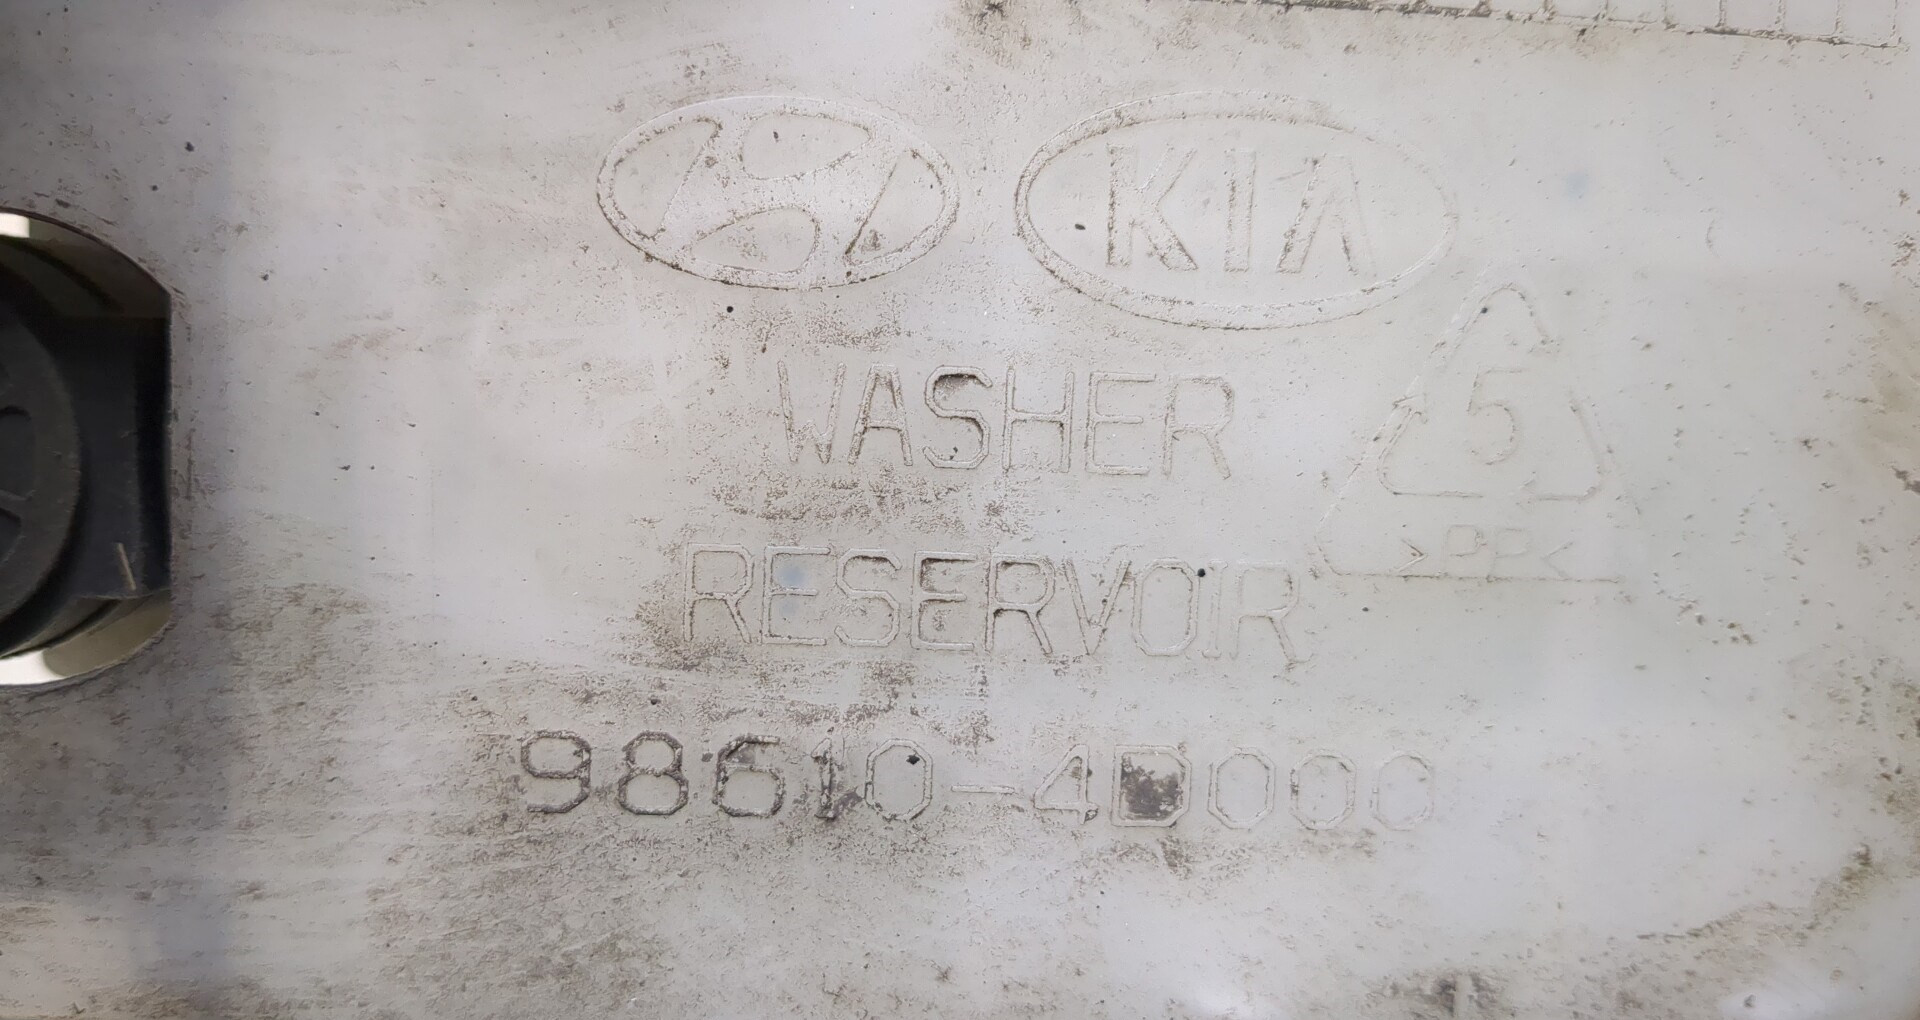 KIA
WASHER
5
RESERVOIR
>PP<
98610-4D000